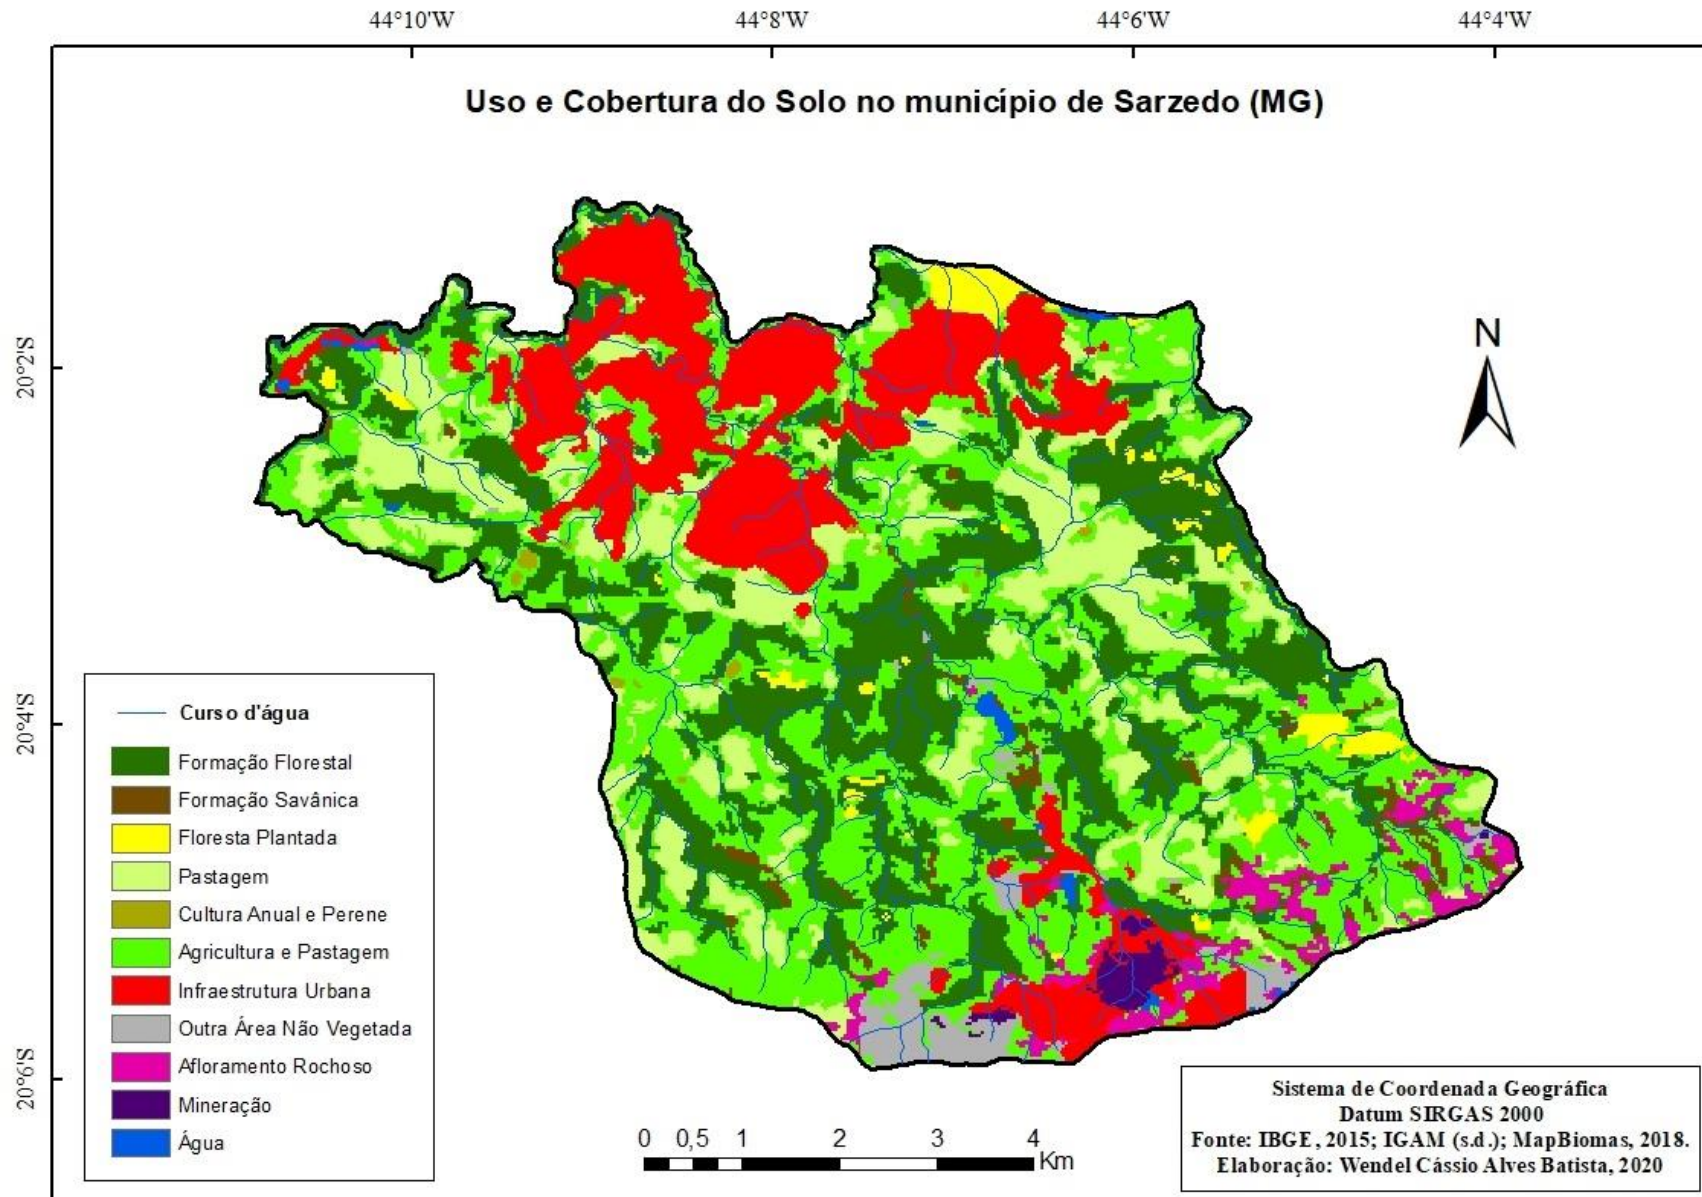 44°10'W
44°8'W
44°6'W
44°4'W
Uso e Cobertura do Solo no município de Sarzedo (MG)
N
20°2'S
20°4'S
20°6'S
Curso d'água
Formação Florestal
Formação Savânica
Floresta Plantada
Pastagem
Cultura Anual e Perene
Agricultura e Pastagem
Infraestrutura Urbana
Outra Área Não Vegetada
Afloramento Rochoso
Mineração
Água
0 0,5 1 2 3 4
Km
Sistema de Coordenada Geográfica
Datum SIRGAS 2000
Fonte: IBGE, 2015; IGAM (s.d.); MapBiomas, 2018.
Elaboração: Wendel Cássio Alves Batista, 2020